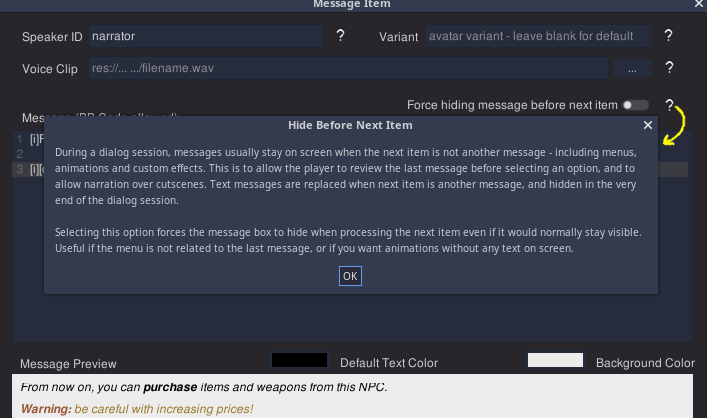 Message Item
Speaker ID narrator ? Variant avatar variant - leave blank for default ?
Voice Clip res://... .../filename.wav ... ?
Force hiding message before next item ?
Message (BB Code allowed)
Hide Before Next Item
1 [i]F
2
3 [i][c
During a dialog session, messages usually stay on screen when the next item is not another message - including menus,
animations and custom effects. This is to allow the player to review the last message before selecting an option, and to
allow narration over cutscenes. Text messages are replaced when next item is another message, and hidden in the very
end of the dialog session.
Selecting this option forces the message box to hide when processing the next item even if it would normally stay visible.
Useful if the menu is not related to the last message, or if you want animations without any text on screen.
OK
Message Preview Default Text Color Background Color
From now on, you can purchase items and weapons from this NPC.
Warning: be careful with increasing prices!